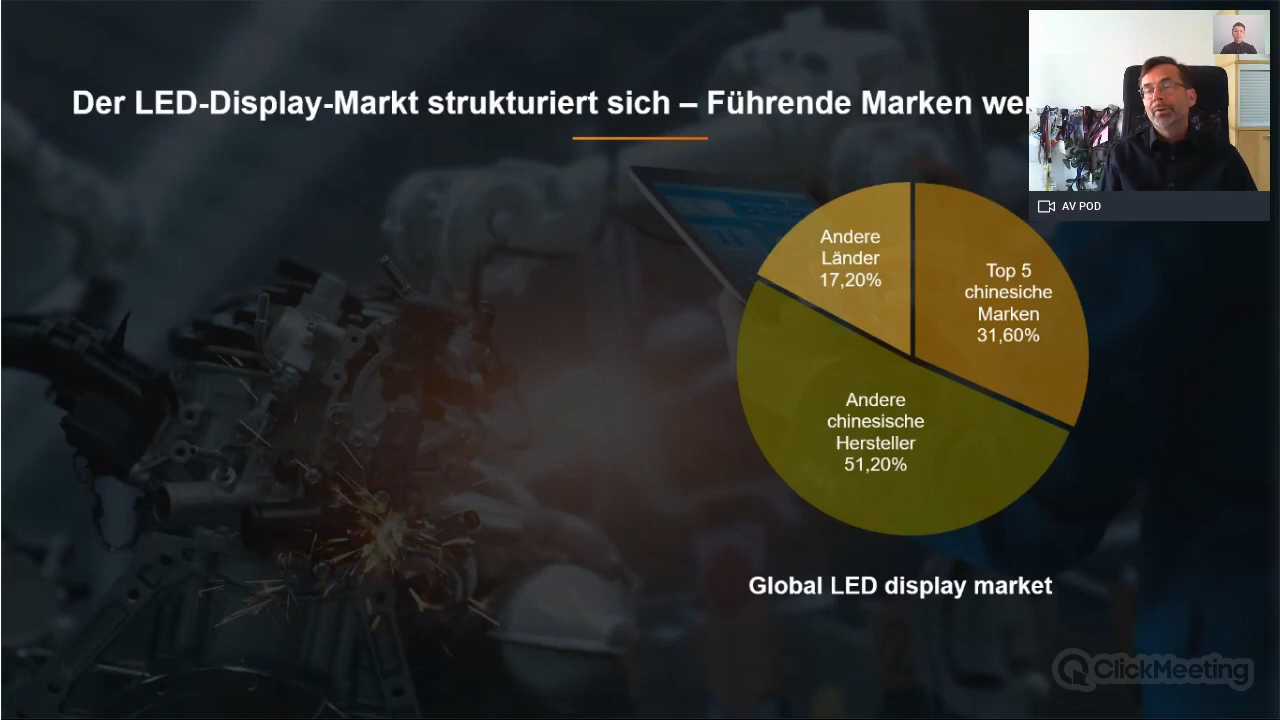 Der LED-Display-Markt strukturiert sich – Führende Marken wer
AV POD
Andere
Länder
17,20%
Top 5
chinesiche
Marken
31,60%
Andere
chinesische
Hersteller
51,20%
Global LED display market
ClickMeeting